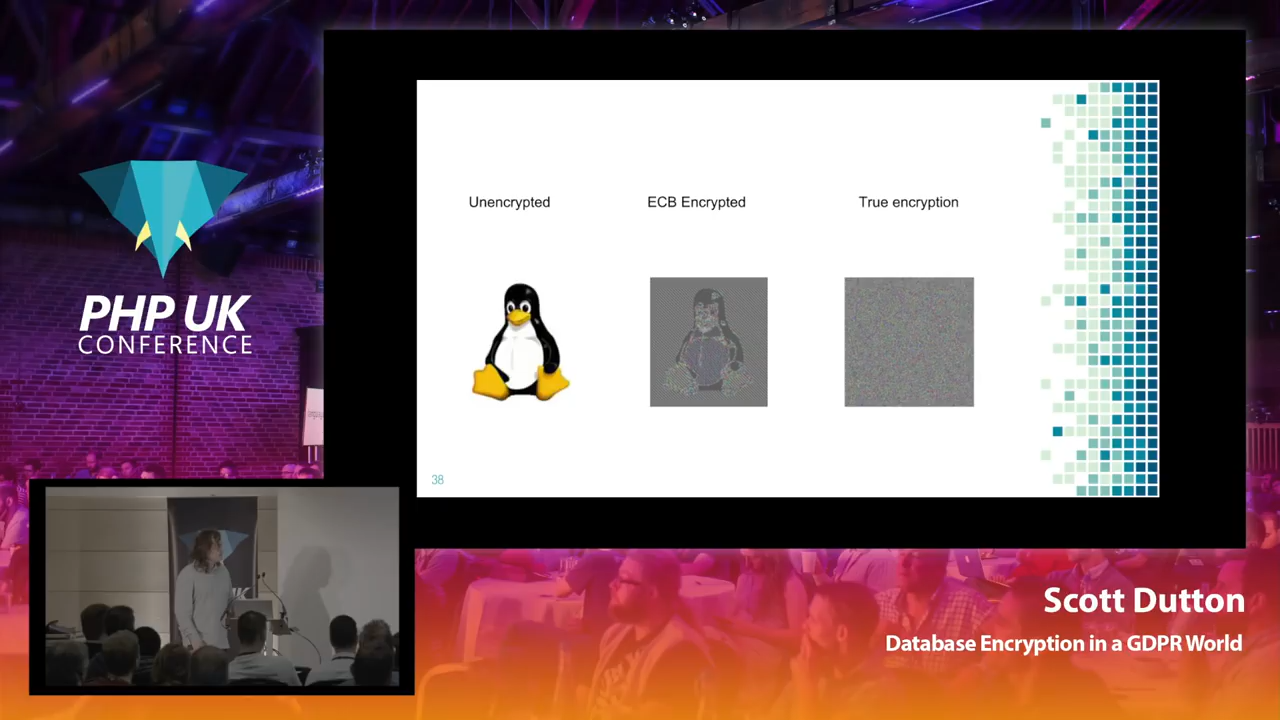 PHP UK
CONFERENCE
Unencrypted
ECB Encrypted
True encryption
38
Scott Dutton
Database Encryption in a GDPR World